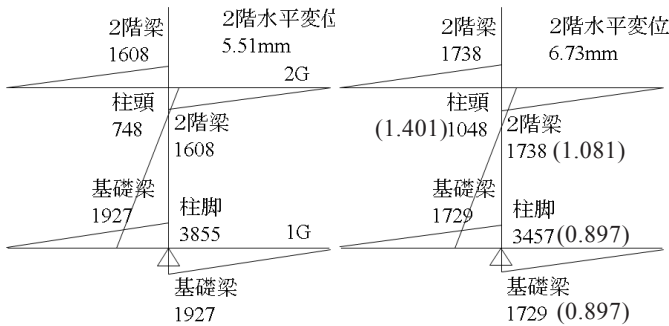 2階梁
1608
2階水平変位
5.51mm
2G
柱頭
748
2階梁
1608
基礎梁
1927
柱脚
3855
1G
基礎梁
1927
2階梁
1738
2階水平変位
6.73mm
柱頭
(1.401)1048
2階梁
1738 (1.081)
基礎梁
1729
柱脚
3457(0.897)
基礎梁
1729 (0.897)